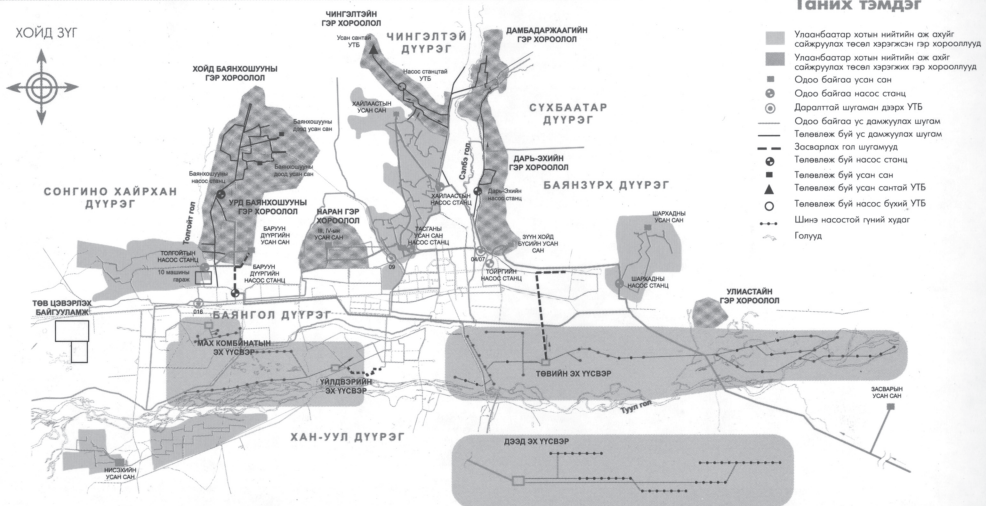 Таних тэмдэг
ХОЙД ЗҮГ
Улаанбаатар хотын нийтийн аж ахуйг
сайжруулах төсөл хэрэгжсэн гэр хорооллууд
Улаанбаатар хотын нийтийн аж ахйг
сайжруулах төсөл хэрэгжих гэр хорооллууд
Одоо байгаа усан сан
Одоо байгаа насос станц
Даралттай шугаман дээрх УТБ
Одоо байгаа ус дамжуулах шугам
Төлөвлөж буй ус дамжуулах шугам
Засварлах гол шугамууд
Төлөвлөж буй насос станц
Төлөвлөж буй усан сан
Төлөвлөж буй усан сантай УТБ
Төлөвлөж буй насос бүхий УТБ
Шинэ насостой гүний худаг
Голууд
ЧИНГЭЛТЭЙН
ГЭР ХОРООЛОЛ
Усан сантай
УТБ
ЧИНГЭЛТЭЙ
ДҮҮРЭГ
ДАМБАДАРЖААГИЙН
ГЭР ХОРООЛОЛ
Насос станцтай
УТБ
ХОЙД БАЯНХОШУУНЫ
ГЭР ХОРООЛОЛ
ХАЙЛААСТЫН
УСАН САН
СҮХБААТАР
ДҮҮРЭГ
Баянхошууны
дээд усан сан
Баянхошууны
доод усан сан
Баянхошууны
насос станц
Сэлбэ гол
ДАРЬ-ЭХИЙН
ГЭР ХОРООЛОЛ
БАЯНЗҮРХ ДҮҮРЭГ
Дарь-Эхийн
насос станц
СОНГИНО ХАЙРХАН
ДҮҮРЭГ
УРД БАЯНХОШУУНЫ
ГЭР ХОРООЛОЛ
Толгойт гол
НАРАН ГЭР
ХОРООЛОЛ
III, IV-ын
УСАН САН
ХАЙЛААСТЫН
НАСОС СТАНЦ
ТАСГАНЫ
УСАН САН
НАСОС СТАНЦ
БАРУУН
ДҮҮРГИЙН
УСАН САН
ЗҮҮН ХОЙД
БҮСИЙН УСАН
САН
ШАРХАДНЫ
УСАН САН
ТОЛГОЙТЫН
НАСОС СТАНЦ
10 машины
гараж
БАРУУН
ДҮҮРГИЙН
НАСОС СТАНЦ
09
04/07
ТОЙРГИЙН
НАСОС СТАНЦ
ШАРХАДНЫ
НАСОС СТАНЦ
УЛИАСТАЙН
ГЭР ХОРООЛОЛ
ТӨВ ЦЭВЭРЛЭХ
БАЙГУУЛАМЖ
016
БАЯНГОЛ ДҮҮРЭГ
МАХ КОМБИНАТЫН
ЭХ ҮҮСВЭР
ҮЙЛДВЭРИЙН
ЭХ ҮҮСВЭР
ТӨВИЙН ЭХ ҮҮСВЭР
Туул гол
ЗАСВАРЫН
УСАН САН
ХАН-УУЛ ДҮҮРЭГ
ДЭЭД ЭХ ҮҮСВЭР
НИСЭХИЙН
УСАН САН